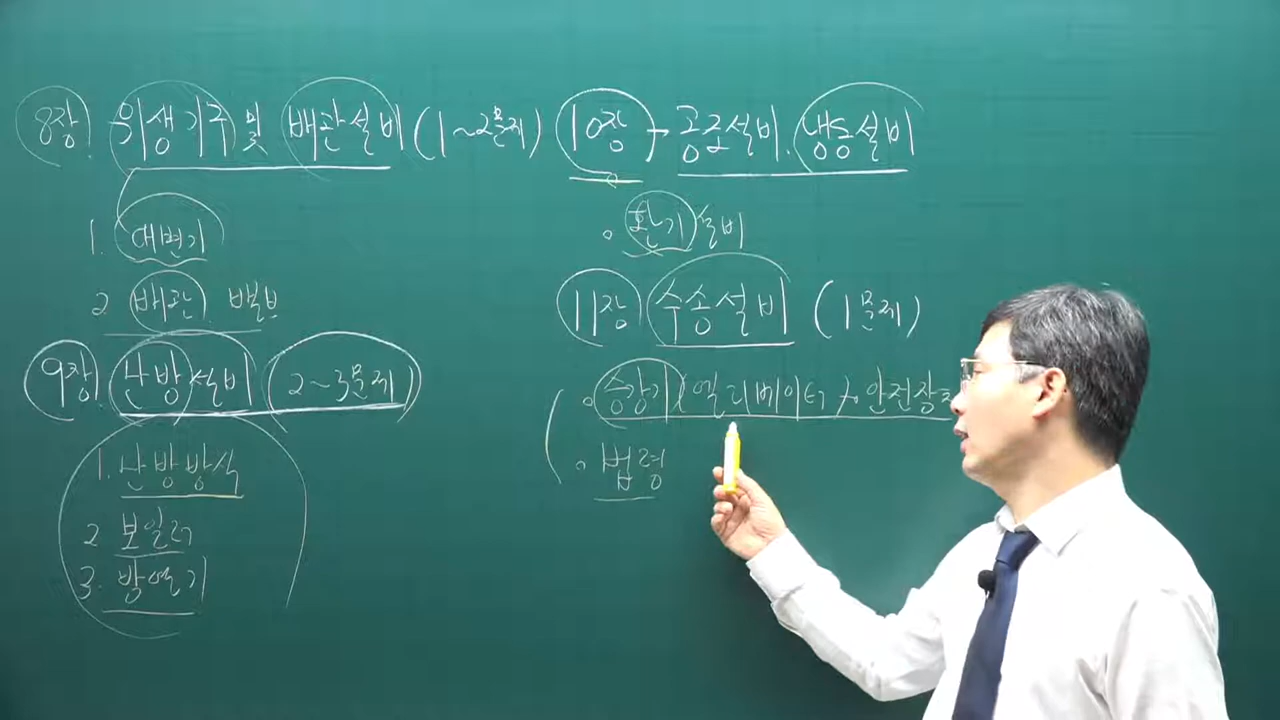 8장. 위생기구 및 배관설비 (1~2문제)
1. 대변기
2. 배관. 밸브
9장. 난방설비 (2~3문제)
1. 난방방식
2. 보일러
3. 방열기
10장 - 공조설비. 냉동설비
· 환기설비
11장 수송설비 (1문제)
· 승강기(엘리베이터) 안전장
· 법령